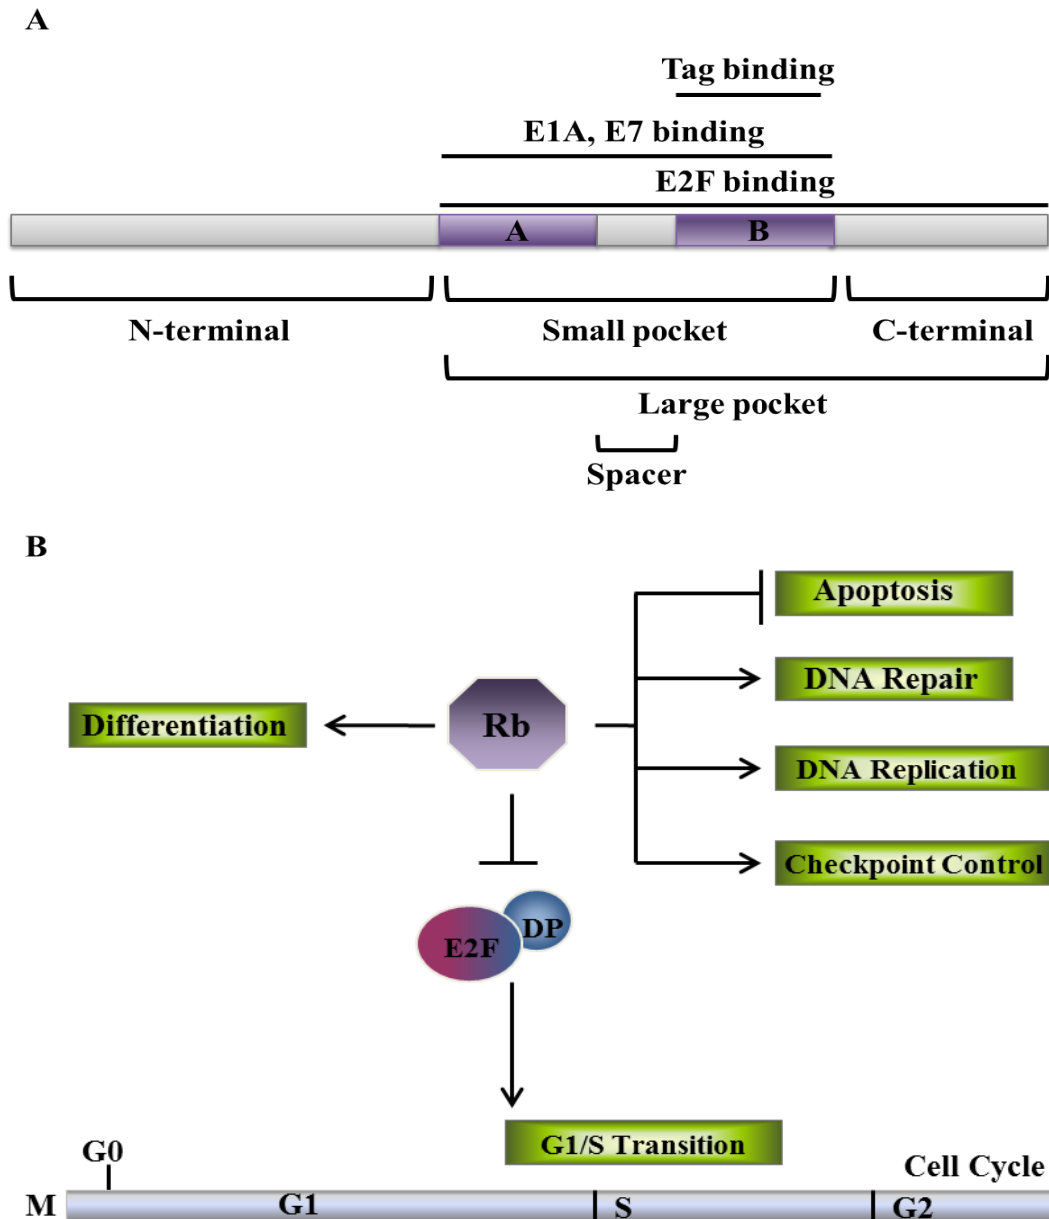 A
Tag binding
E1A, E7 binding
E2F binding
A
B
N-terminal
Small pocket
C-terminal
Large pocket
Spacer
B
Apoptosis
DNA Repair
Differentiation
Rb
DNA Replication
Checkpoint Control
E2F
DP
G1/S Transition
G0
Cell Cycle
M
G1
S
G2